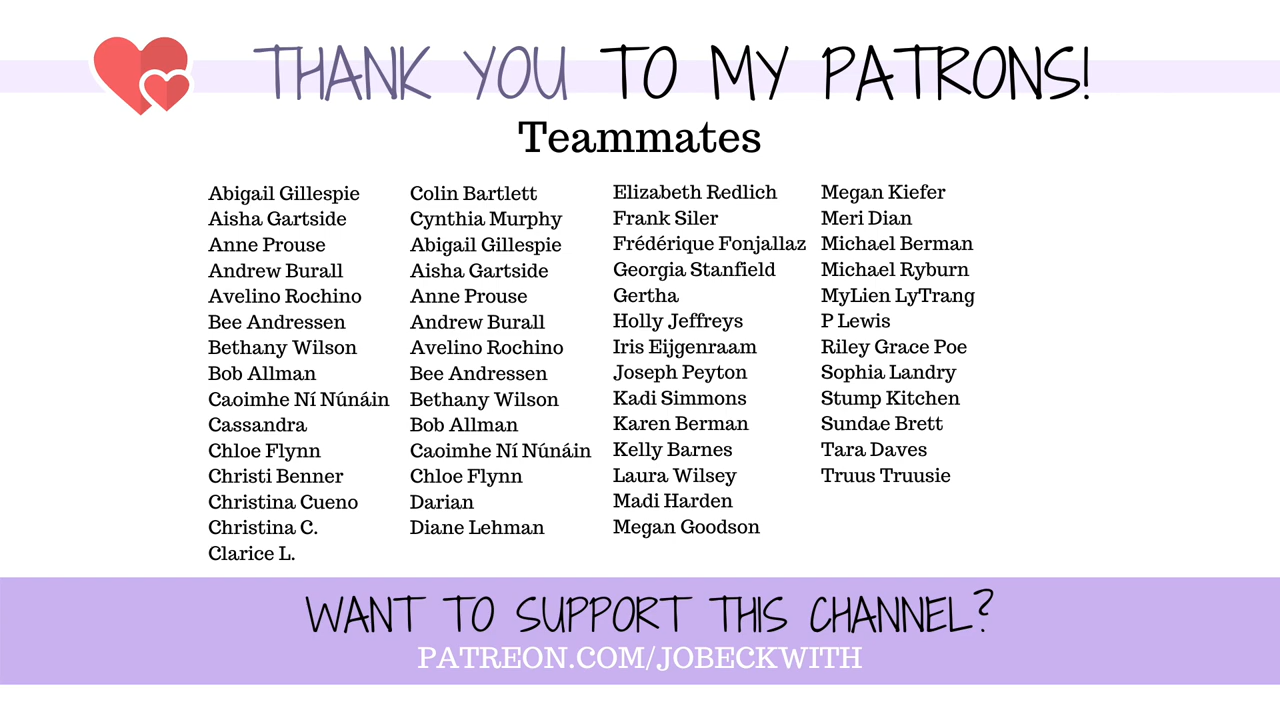 THANK YOU TO MY PATRONS!
Teammates
Abigail Gillespie
Aisha Gartside
Anne Prouse
Andrew Burall
Avelino Rochino
Bee Andressen
Bethany Wilson
Bob Allman
Caoimhe Ní Núnáin
Cassandra
Chloe Flynn
Christi Benner
Christina Cueno
Christina C.
Clarice L.
Colin Bartlett
Cynthia Murphy
Abigail Gillespie
Aisha Gartside
Anne Prouse
Andrew Burall
Avelino Rochino
Bee Andressen
Bethany Wilson
Bob Allman
Caoimhe Ní Núnáin
Chloe Flynn
Darian
Diane Lehman
Elizabeth Redlich
Frank Siler
Frédérique Fonjallaz
Georgia Stanfield
Gertha
Holly Jeffreys
Iris Eijgenraam
Joseph Peyton
Kadi Simmons
Karen Berman
Kelly Barnes
Laura Wilsey
Madi Harden
Megan Goodson
Megan Kiefer
Meri Dian
Michael Berman
Michael Ryburn
MyLien LyTrang
P Lewis
Riley Grace Poe
Sophia Landry
Stump Kitchen
Sundae Brett
Tara Daves
Truus Truusie
WANT TO SUPPORT THIS CHANNEL?
PATREON.COM/JOBECKWITH